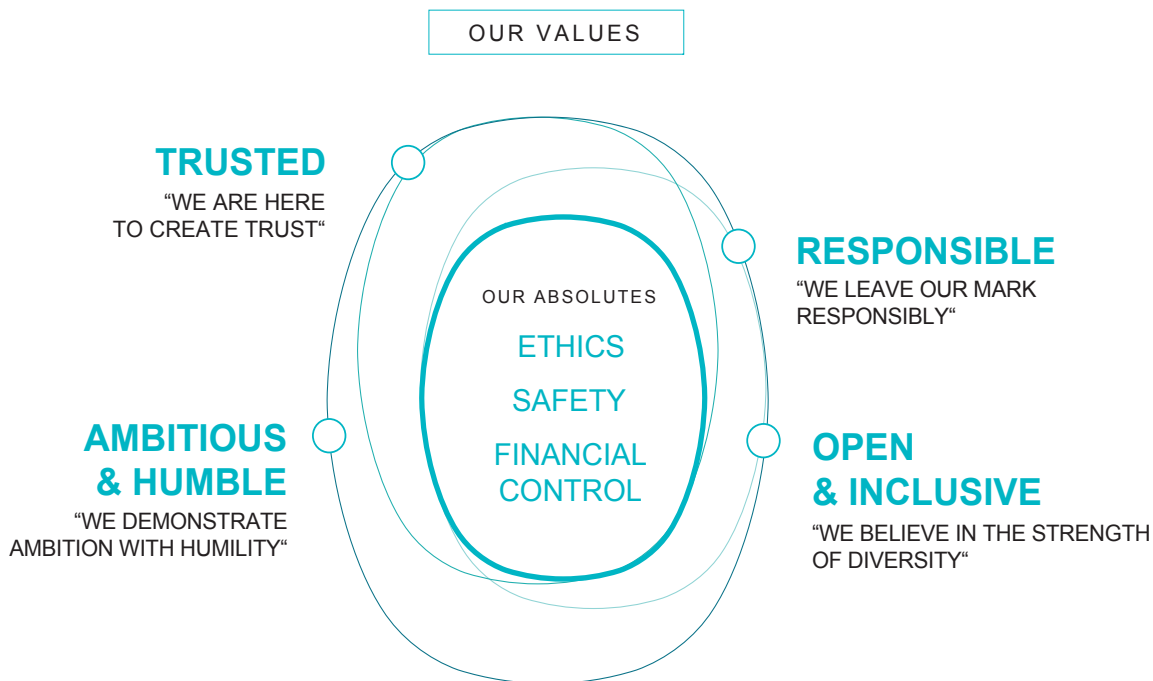 OUR VALUES
TRUSTED
“WE ARE HERE
TO CREATE TRUST“
RESPONSIBLE
“WE LEAVE OUR MARK
RESPONSIBLY“
OUR ABSOLUTES
ETHICS
SAFETY
FINANCIAL
CONTROL
AMBITIOUS
& HUMBLE
“WE DEMONSTRATE
AMBITION WITH HUMILITY“
OPEN
& INCLUSIVE
“WE BELIEVE IN THE STRENGTH
OF DIVERSITY“